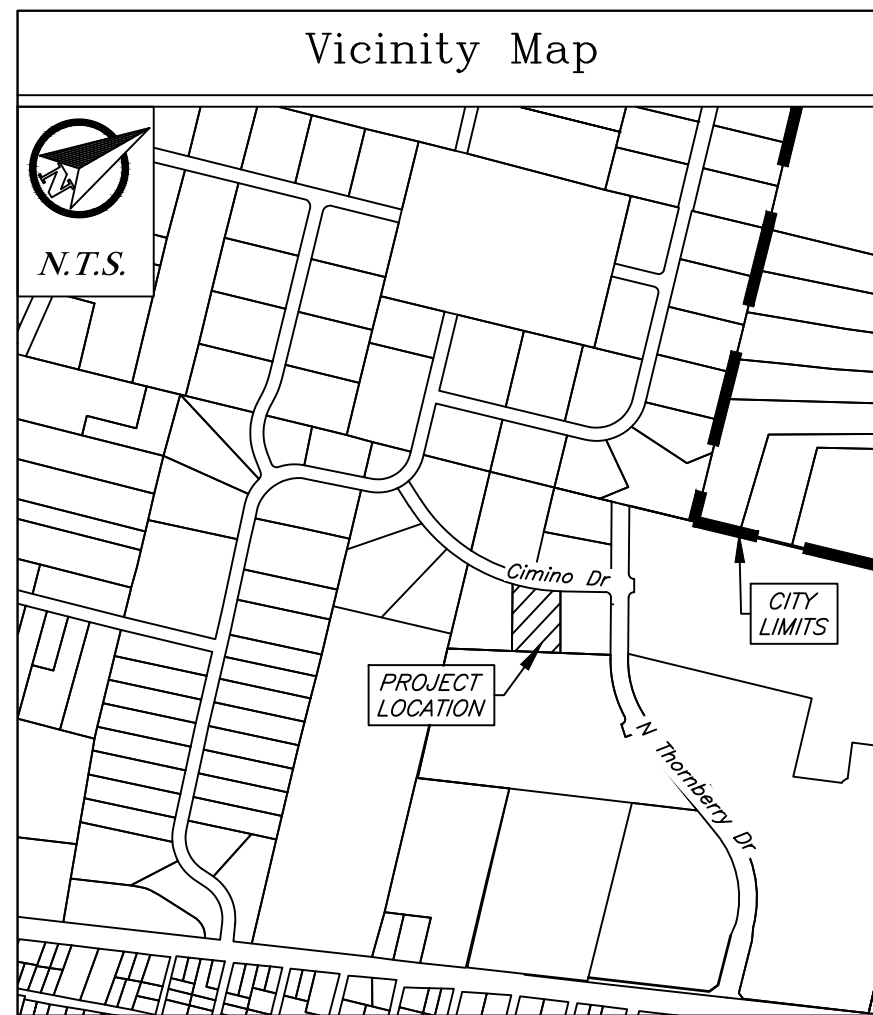 Vicinity Map
N
N.T.S.
Cimino Dr
CITY
LIMITS
PROJECT
LOCATION
N Thornberry Dr